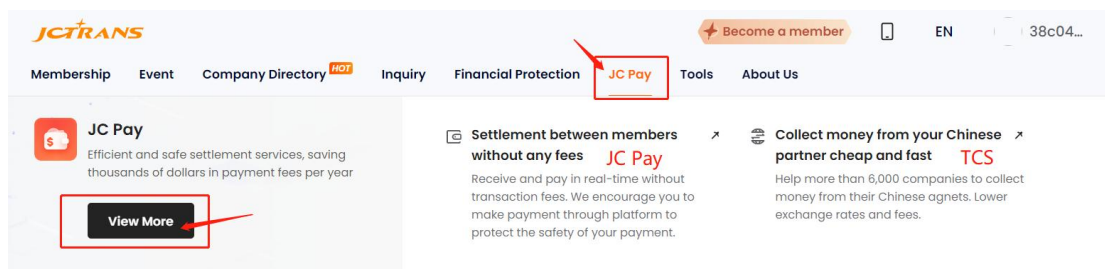 JCTRANS
Become a member
EN
38c04...
Membership Event Company Directory HOT Inquiry Financial Protection JC Pay Tools About Us
JC Pay
Efficient and safe settlement services, saving
thousands of dollars in payment fees per year
View More
Settlement between members
without any fees JC Pay
Receive and pay in real-time without
transaction fees. We encourage you to
make payment through platform to
protect the safety of your payment.
Collect money from your Chinese
partner cheap and fast TCS
Help more than 6,000 companies to collect
money from their Chinese agnets. Lower
exchange rates and fees.